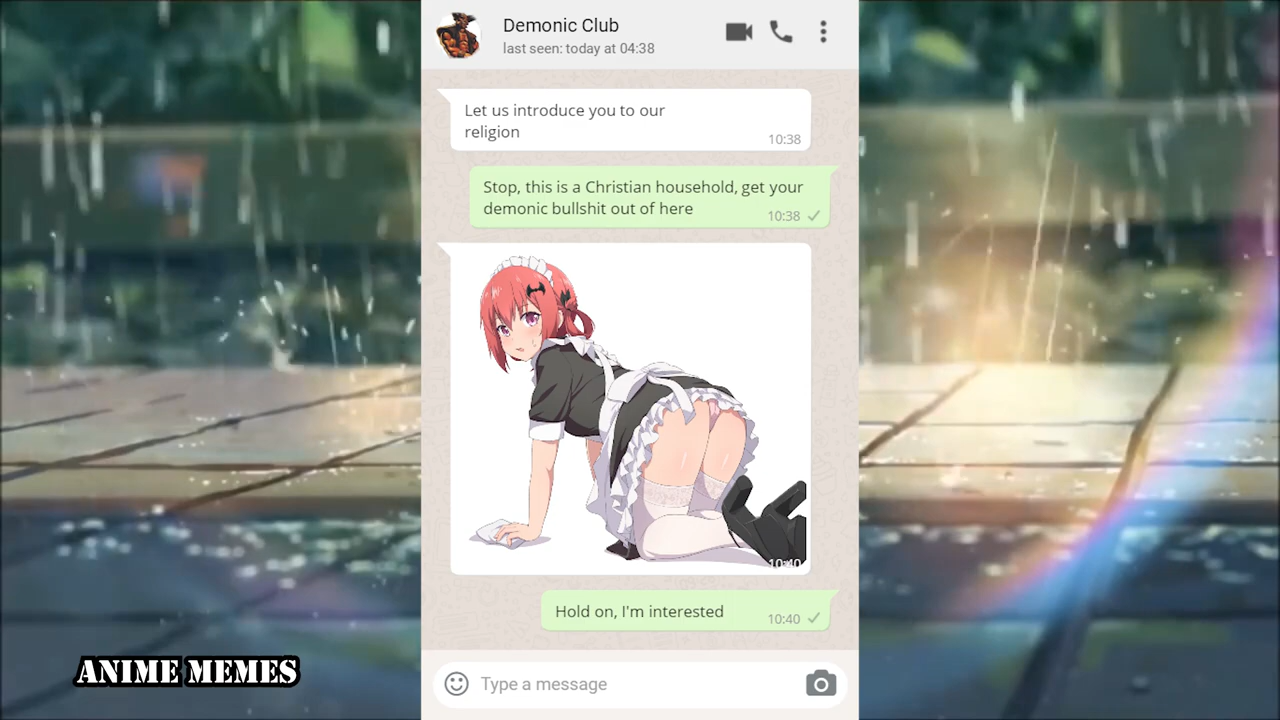 Demonic Club
last seen: today at 04:38
Let us introduce you to our
religion
10:38
Stop, this is a Christian household, get your
demonic bullshit out of here
10:38
10:40
Hold on, I'm interested
10:40
ANIME MEMES
Type a message